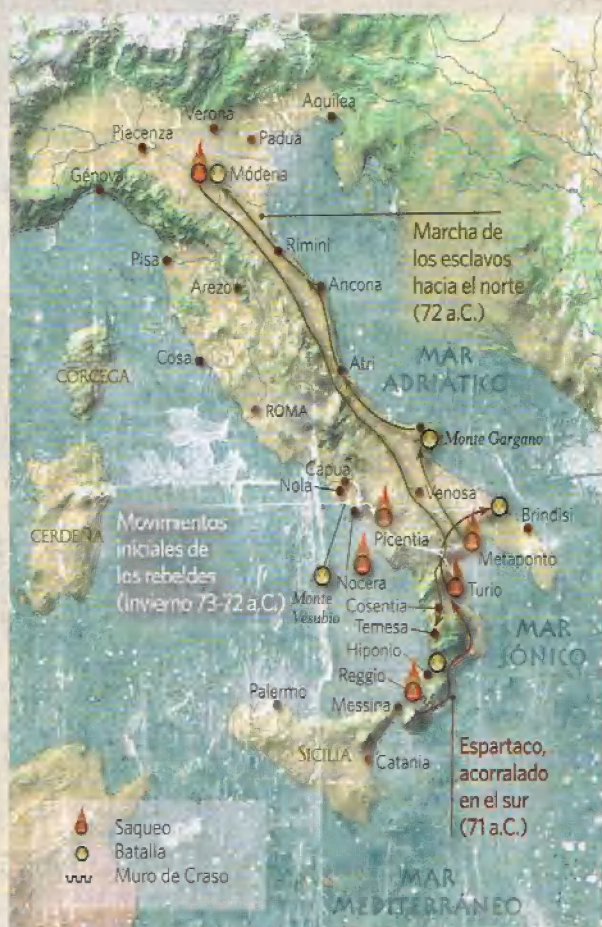 Verona
Aquilea
Piacenza
Padua
Génova
Módena
Marcha de
los esclavos
hacia el norte
(72 a.C.)
Rimini
Pisa
Arezo
Ancona
MAR
ADRIÁTICO
Cosa
Atri
CÓRCEGA
ROMA
Monte Gargano
Capua
Nola
Venosa
Brindisi
CERDEÑA
Movimientos
iniciales de
los rebeldes
(invierno 73-72 a.C.)
Picentia
Metaponto
Nocera
Monte
Vesubio
Turio
Cosentia
Temesa
MAR
JÓNICO
Hiponio
Reggio
Palermo
Messina
SICILIA
Catania
Espartaco,
acorralado
en el sur
(71 a.C.)
Saqueo
Batalla
Muro de Craso
MAR
MEDITERRÁNEO